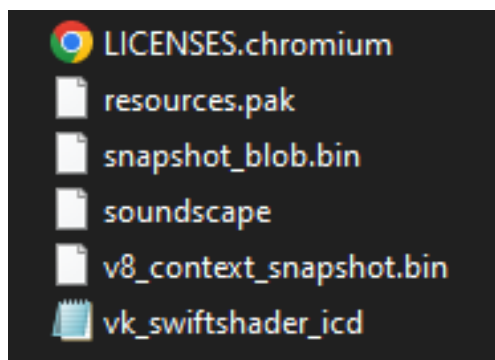 LICENSES.chromium
resources.pak
snapshot_blob.bin
soundscape
v8_context_snapshot.bin
vk_swiftshader_icd